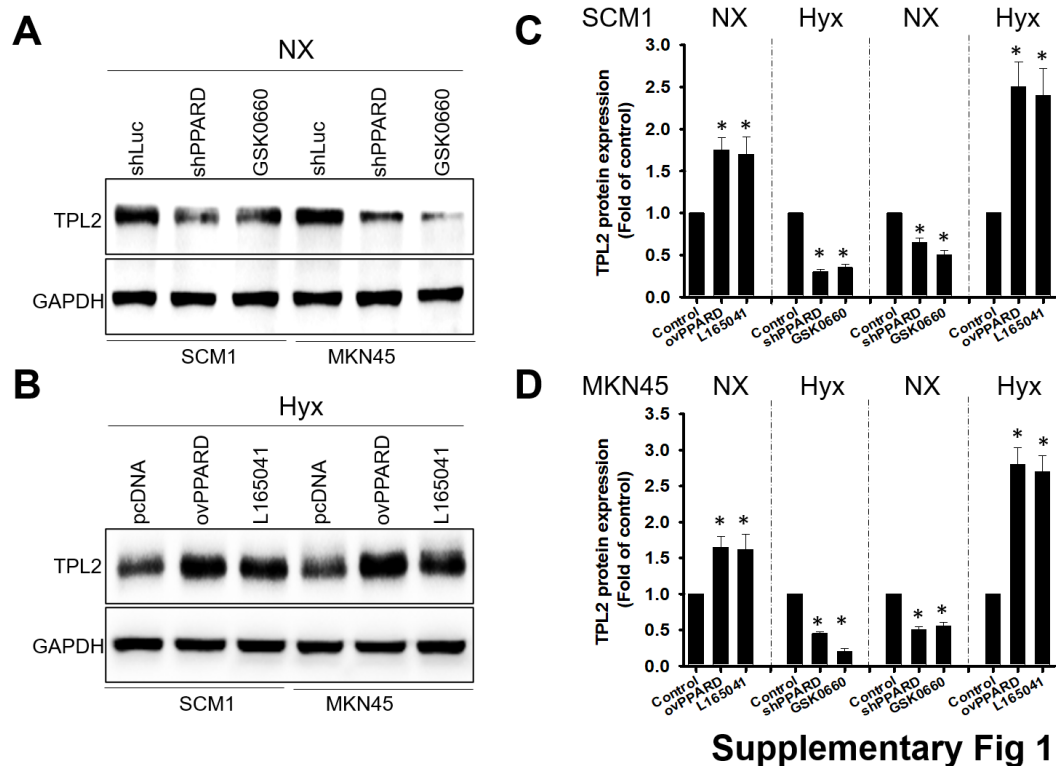 A
NX
shLuc shPPARD GSK0660 shLuc shPPARD GSK0660
TPL2
GAPDH
SCM1 MKN45
B
Hyx
pcDNA ovPPARD L165041 pcDNA ovPPARD L165041
TPL2
GAPDH
SCM1 MKN45
C
SCM1 NX Hyx NX Hyx
TPL2 protein expression
(Fold of control)
3.0
2.5
2.0
1.5
1.0
0.5
0.0
* * * * * * * *
Control ovPPARD L165041 Control shPPARD GSK0660 Control shPPARD GSK0660 Control ovPPARD L165041
D
MKN45 NX Hyx NX Hyx
TPL2 protein expression
(Fold of control)
3.5
3.0
2.5
2.0
1.5
1.0
0.5
0.0
* * * * * * * *
Control ovPPARD L165041 Control shPPARD GSK0660 Control shPPARD GSK0660 Control ovPPARD L165041
Supplementary Fig 1